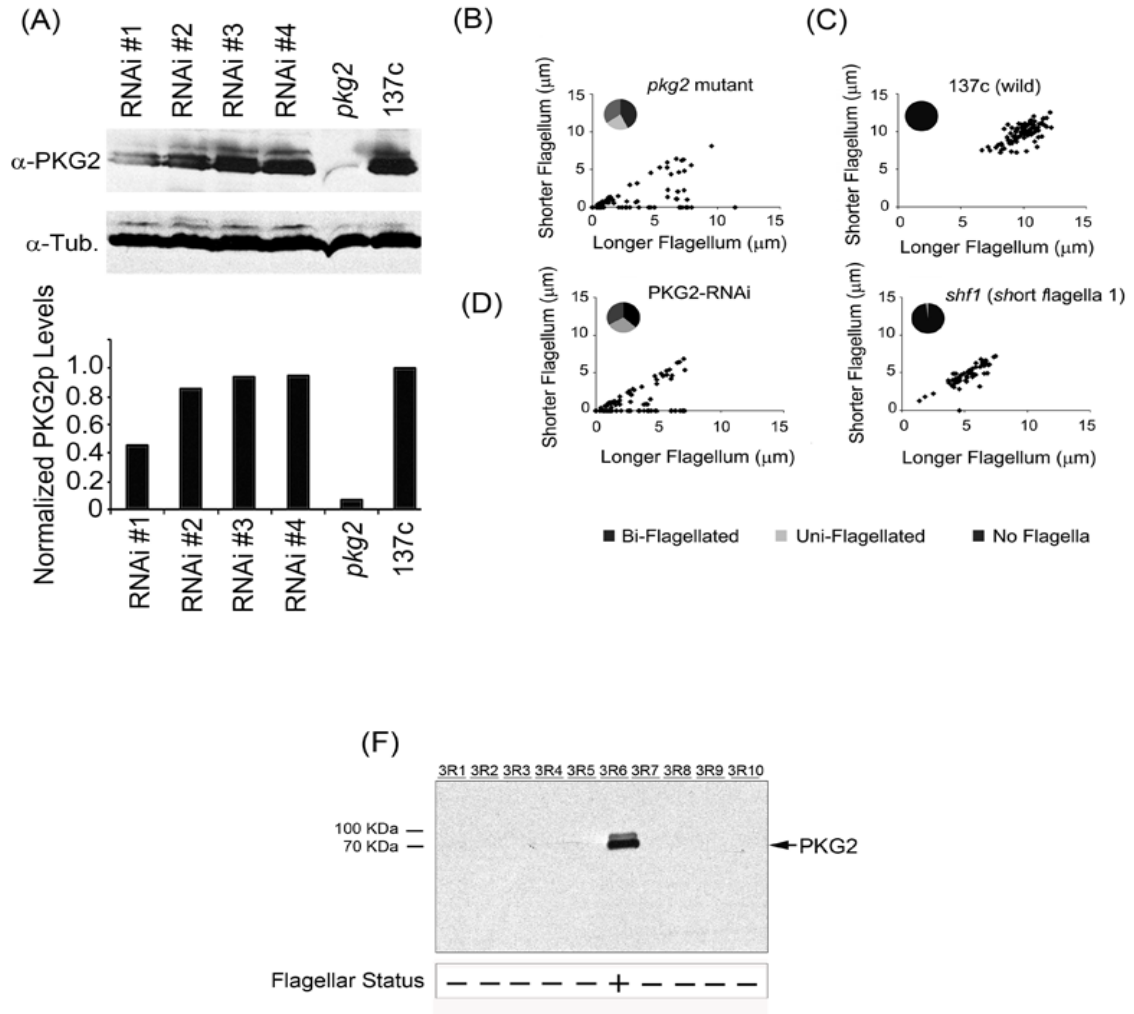 (A)
RNAi #1
RNAi #2
RNAi #3
RNAi #4
pkg2
137c
α-PKG2
α-Tub.
Normalized PKG2p Levels
1.0
0.8
0.6
0.4
0.2
0
RNAi #1
RNAi #2
RNAi #3
RNAi #4
pkg2
137c
(B)
pkg2 mutant
Shorter Flagellum (μm)
15
10
5
0
0 5 10 15
Longer Flagellum (μm)
(C)
137c (wild)
Shorter Flagellum (μm)
15
10
5
0
0 5 10 15
Longer Flagellum (μm)
(D)
PKG2-RNAi
Shorter Flagellum (μm)
15
10
5
0
0 5 10 15
Longer Flagellum (μm)
shf1 (short flagella 1)
Shorter Flagellum (μm)
15
10
5
0
0 5 10 15
Longer Flagellum (μm)
Bi-Flagellated Uni-Flagellated No Flagella
(F)
3R1 3R2 3R3 3R4 3R5 3R6 3R7 3R8 3R9 3R10
100 KDa
70 KDa
PKG2
Flagellar Status − − − − − + − − − −